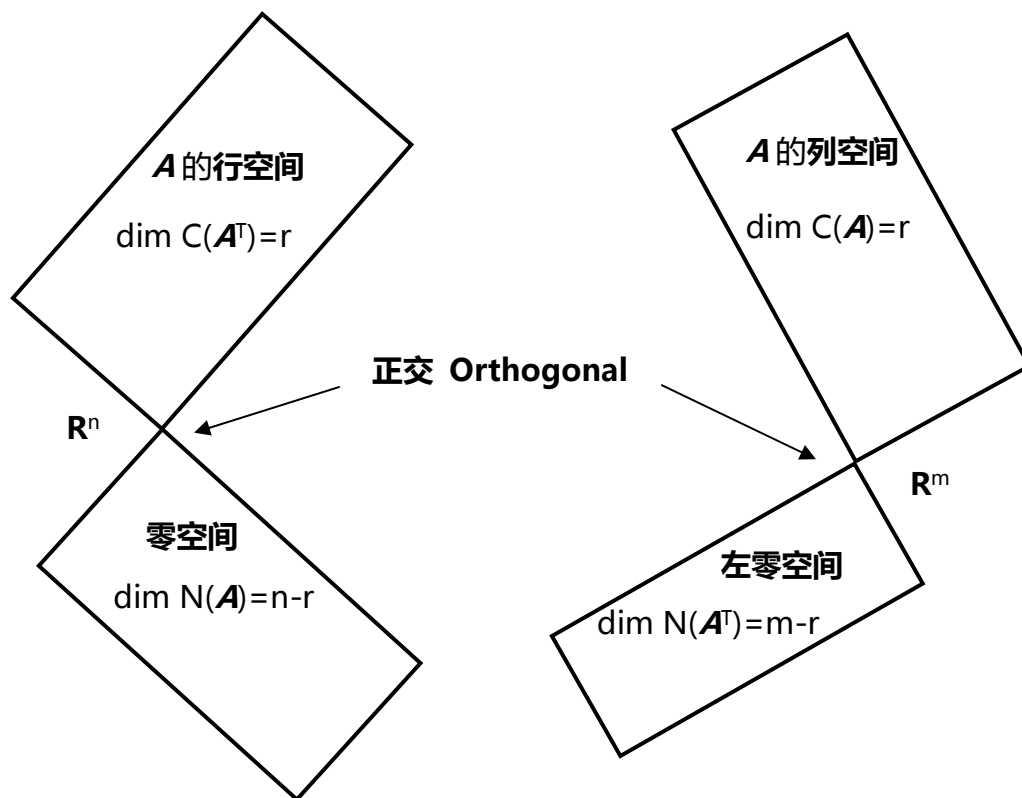 A 的行空间
dim C(Aᵀ)=r
A 的列空间
dim C(A)=r
正交 Orthogonal
Rⁿ
Rᵐ
零空间
dim N(A)=n-r
左零空间
dim N(Aᵀ)=m-r